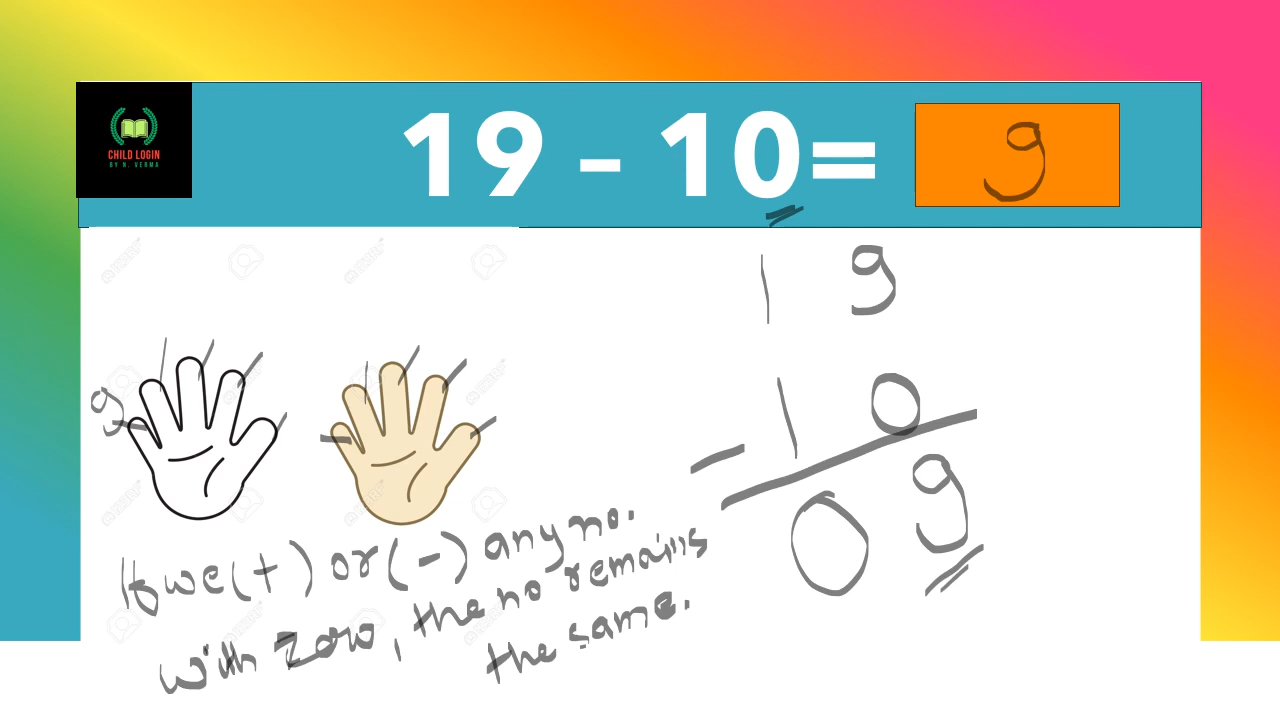 CHILD LOGIN
BY N. VERMA
19 - 10= 9
1 9
9
- 1 0
0 9
If we (+) or (-) any no.
with Zero, the no remains
the same.